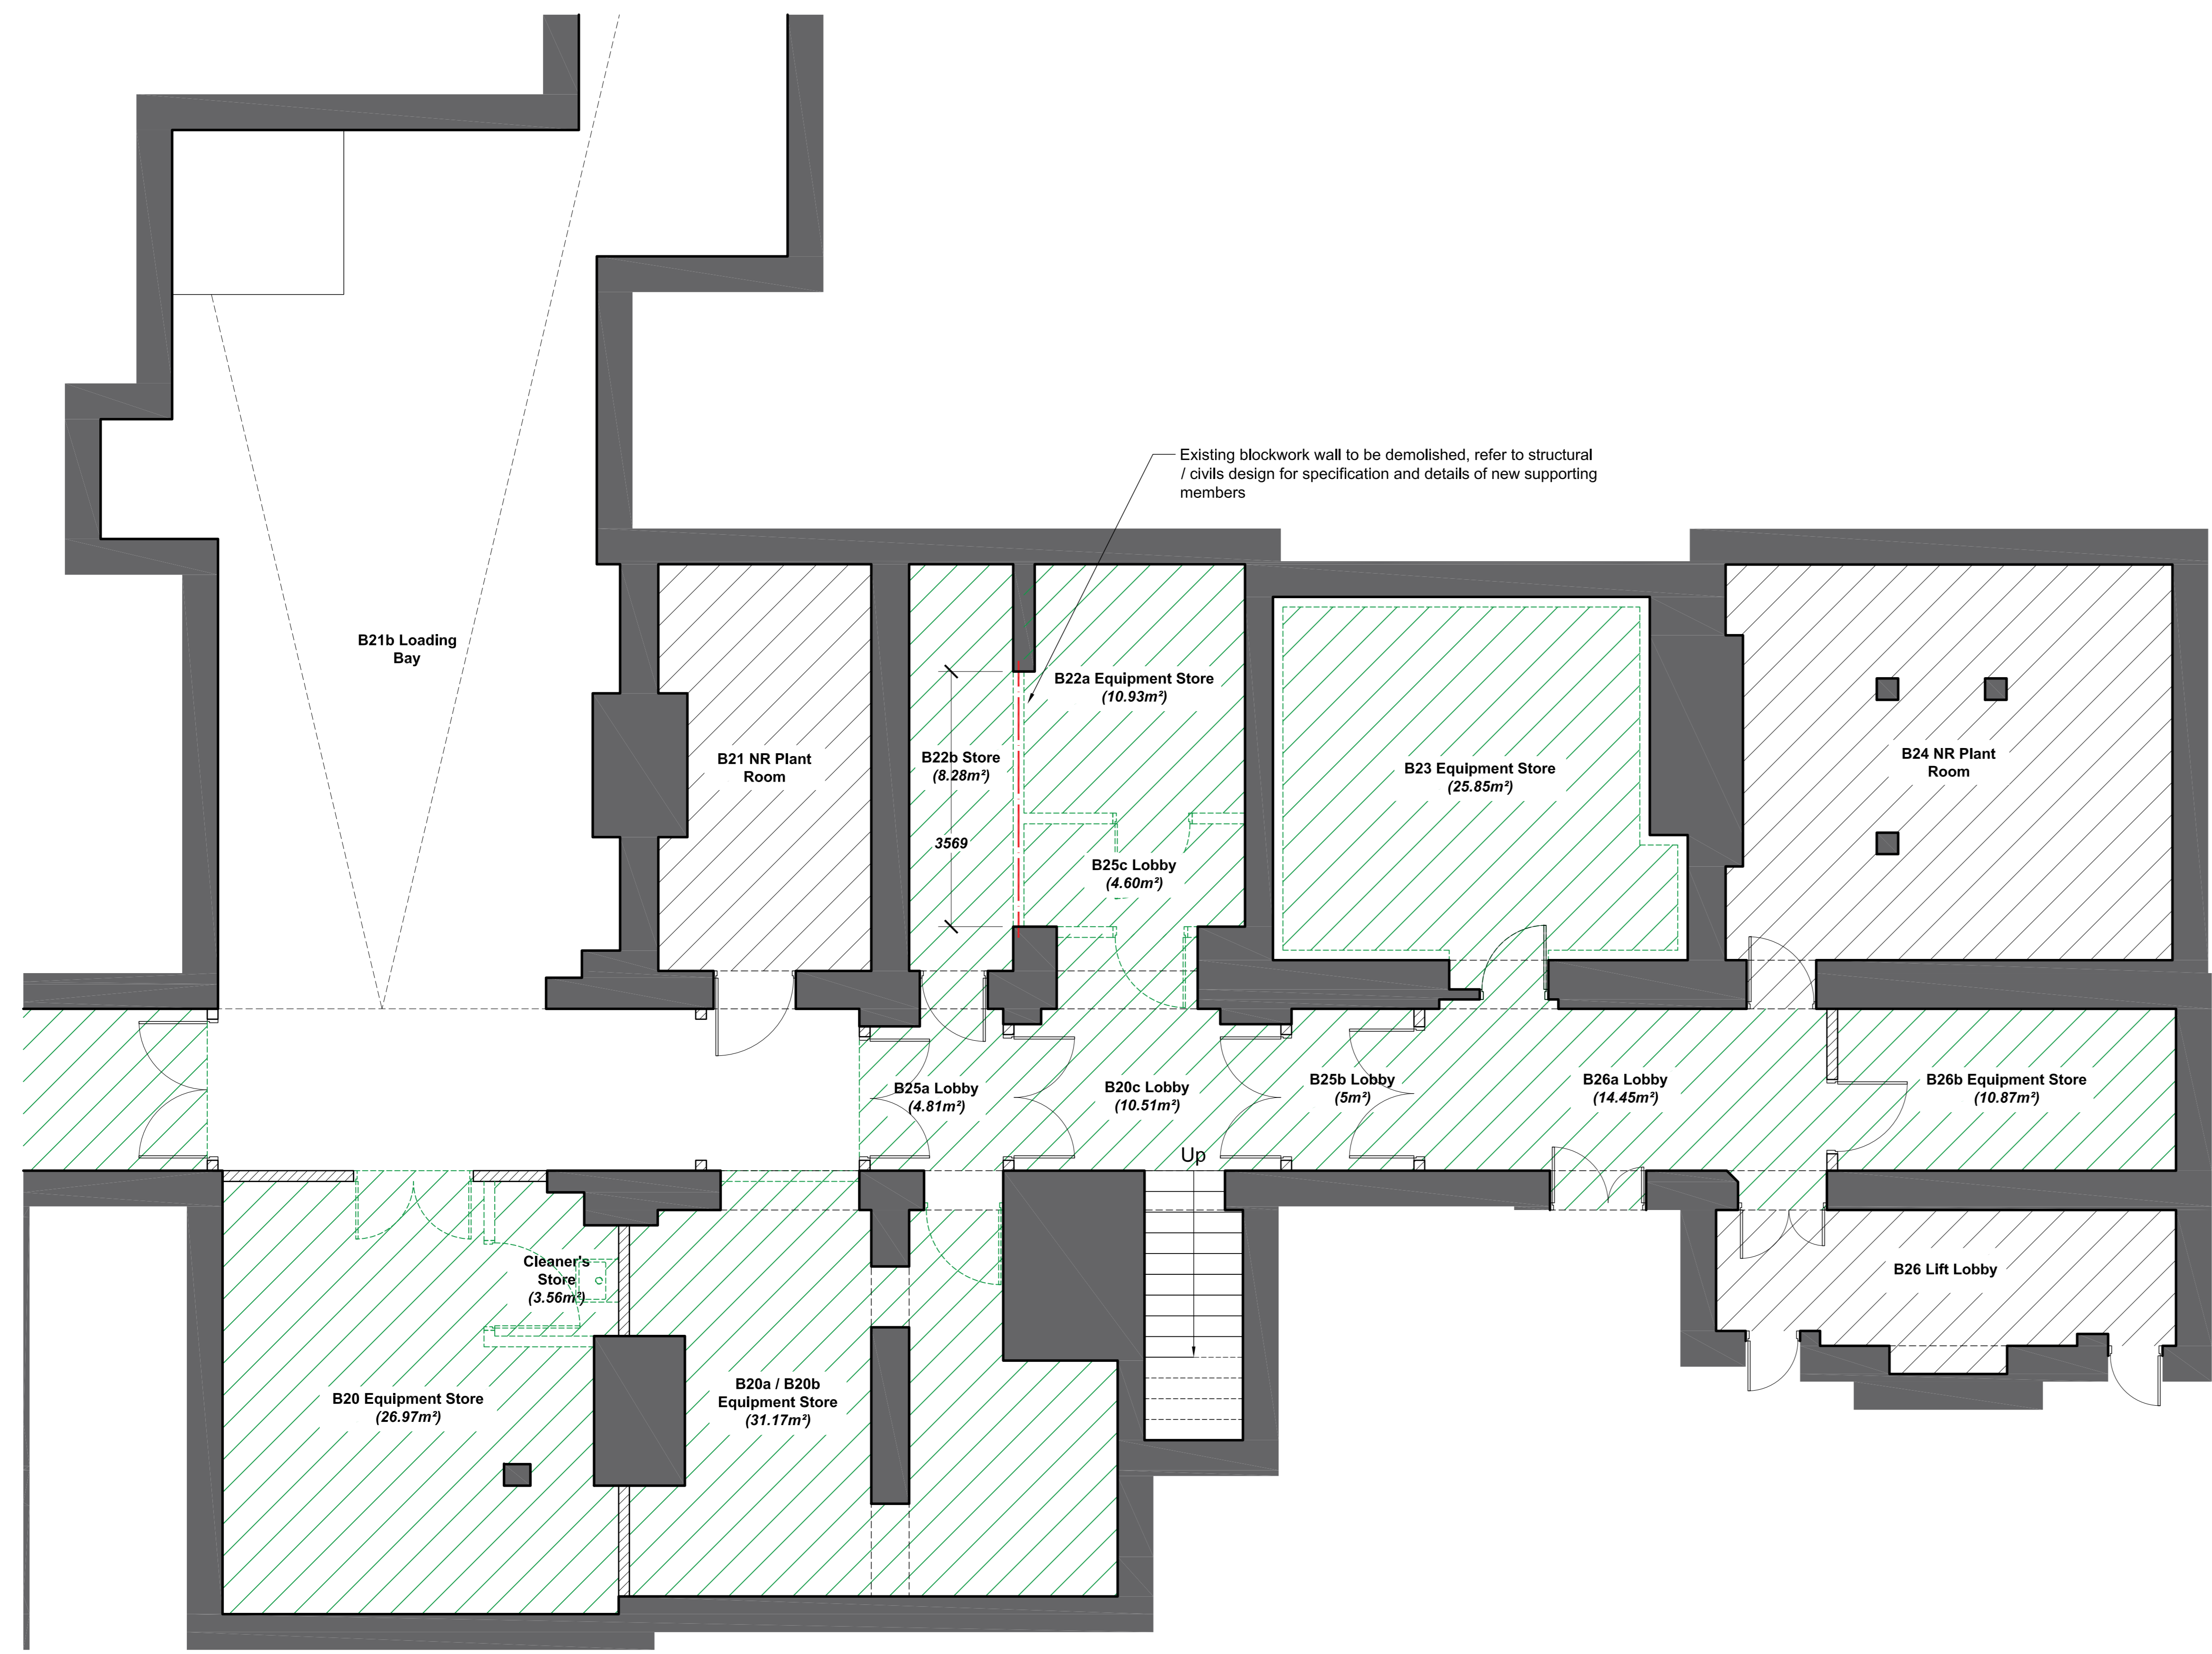 Existing blockwork wall to be demolished, refer to structural
/ civils design for specification and details of new supporting
members
B21b Loading
Bay
B22a Equipment Store
(10.93m²)
B21 NR Plant
Room
B22b Store
(8.28m²)
B23 Equipment Store
(25.85m²)
B24 NR Plant
Room
3569
B25c Lobby
(4.60m²)
B25a Lobby
(4.81m²)
B20c Lobby
(10.51m²)
B25b Lobby
(5m²)
B26a Lobby
(14.45m²)
B26b Equipment Store
(10.87m²)
Up
Cleaner's
Store
(3.56m²)
B26 Lift Lobby
B20 Equipment Store
(26.97m²)
B20a / B20b
Equipment Store
(31.17m²)